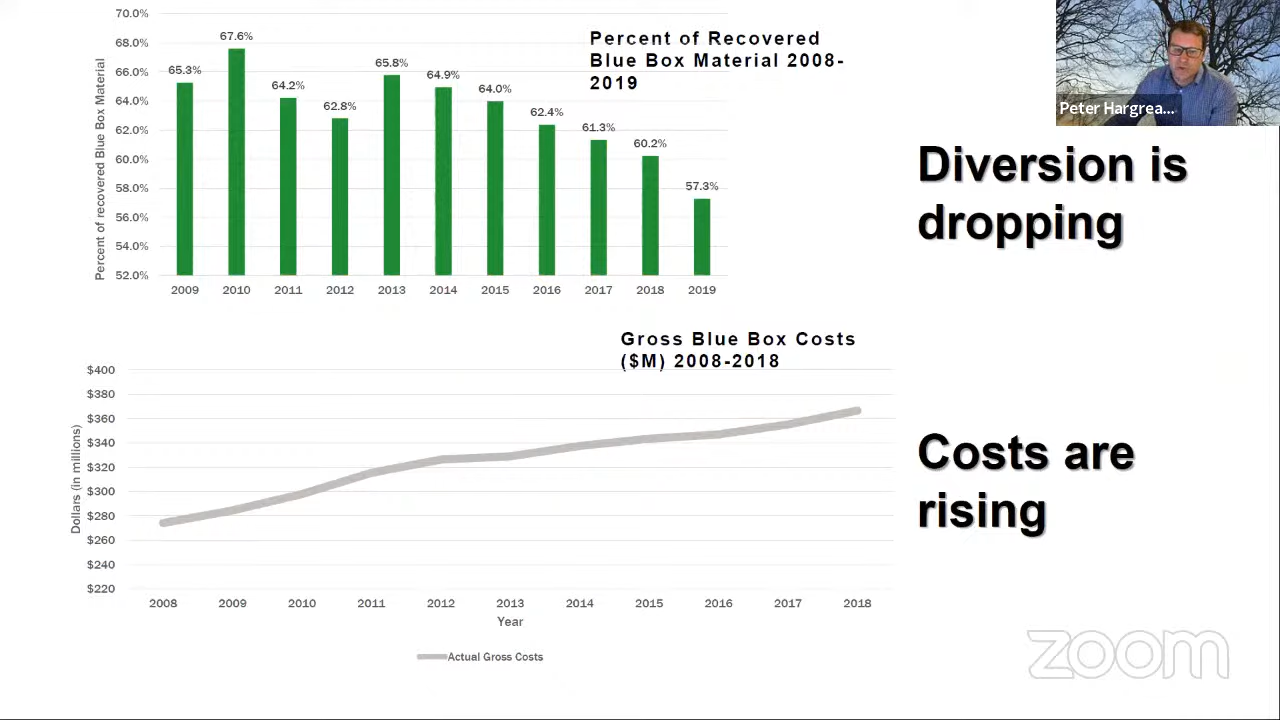 Percent of Recovered
Blue Box Material 2008-
2019
Percent of recovered Blue Box Material
70.0%
68.0%
66.0%
64.0%
62.0%
60.0%
58.0%
56.0%
54.0%
52.0%
65.3%
67.6%
64.2%
62.8%
65.8%
64.9%
64.0%
62.4%
61.3%
60.2%
57.3%
2009 2010 2011 2012 2013 2014 2015 2016 2017 2018 2019
Peter Hargrea...
Diversion is
dropping
Gross Blue Box Costs
($M) 2008-2018
Dollars (in millions)
$400
$380
$360
$340
$320
$300
$280
$260
$240
$220
2008 2009 2010 2011 2012 2013 2014 2015 2016 2017 2018
Year
Actual Gross Costs
Costs are
rising
zoom